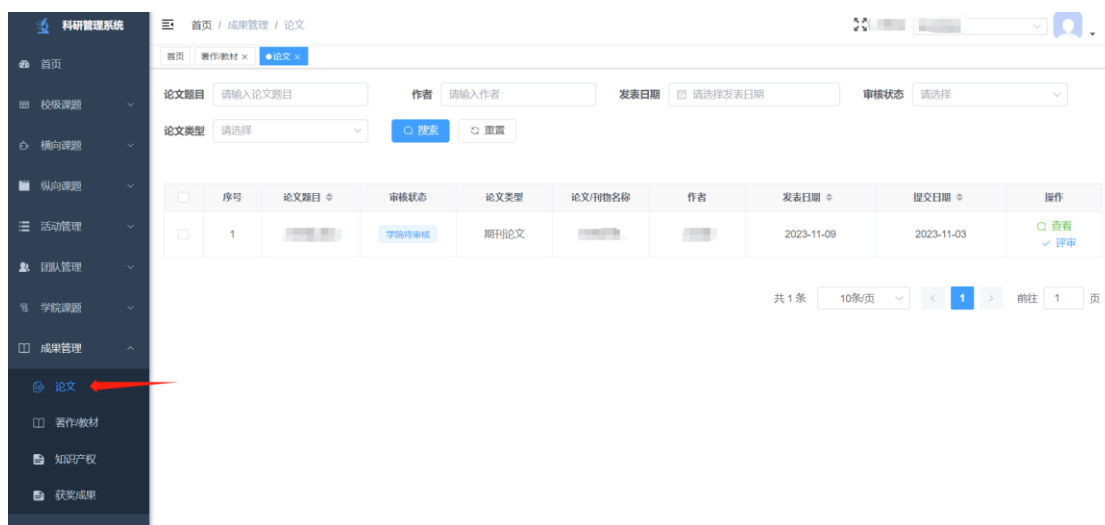 科研管理系统
首页 / 成果管理 / 论文
首页 著作/教材 × 论文 ×
首页
校级课题
横向课题
纵向课题
活动管理
团队管理
学院课题
成果管理
论文
著作/教材
知识产权
获奖成果
论文题目 请输入论文题目 作者 请输入作者 发表日期 请选择发表日期 审核状态 请选择
论文类型 请选择 搜索 重置
序号 论文题目 审核状态 论文类型 论文/刊物名称 作者 发表日期 提交日期 操作
1 学院待审核 期刊论文 2023-11-09 2023-11-03 查看
评审
共 1 条 10条/页 1 前往 1 页